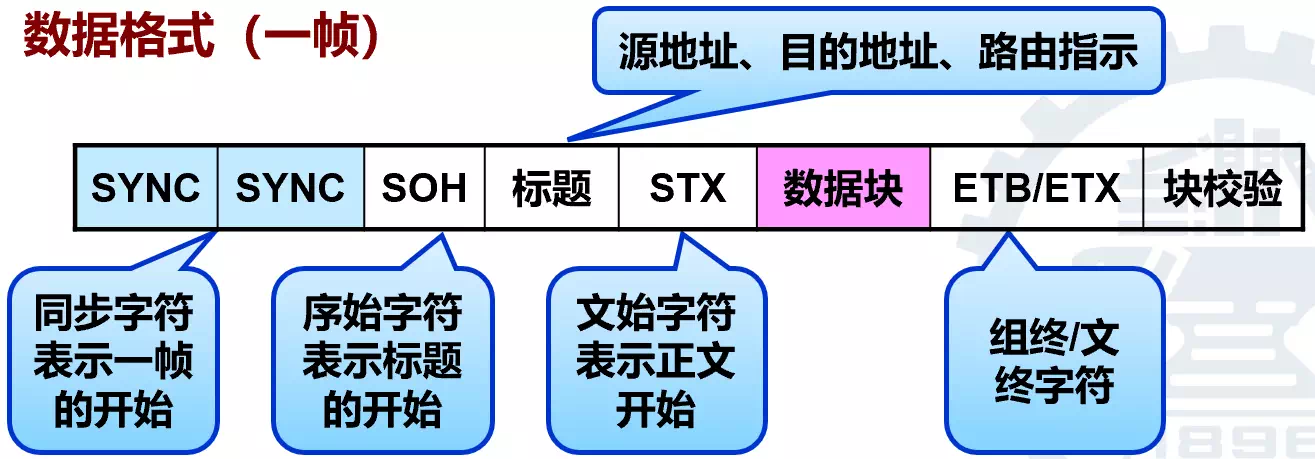 数据格式（一帧）
源地址、目的地址、路由指示
SYNC SYNC SOH 标题 STX 数据块 ETB/ETX 块校验
同步字符
表示一帧
的开始
序始字符
表示标题
的开始
文始字符
表示正文
开始
组终/文
终字符
1896